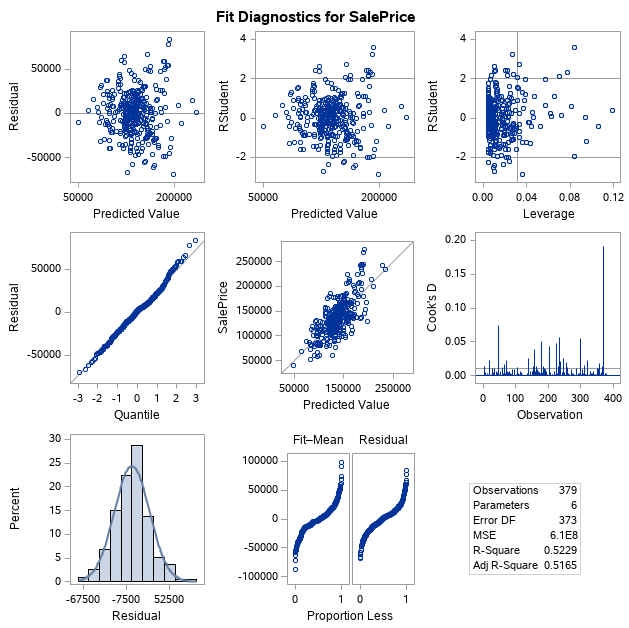 Fit Diagnostics for SalePrice
Residual
50000
0
-50000
50000
200000
Predicted Value
RStudent
4
2
0
-2
50000
200000
Predicted Value
RStudent
4
2
0
-2
0.00
0.04
0.08
0.12
Leverage
Residual
50000
0
-50000
-3
-2
-1
0
1
2
3
Quantile
SalePrice
250000
200000
150000
100000
50000
50000
150000
250000
Predicted Value
Cook's D
0.20
0.15
0.10
0.05
0.00
0
100
200
300
400
Observation
Percent
30
25
20
15
10
5
0
-67500
-7500
52500
Residual
Fit–Mean
Residual
100000
50000
0
-50000
-100000
0
1
0
1
Proportion Less
Observations 379
Parameters 6
Error DF 373
MSE 6.1E8
R-Square 0.5229
Adj R-Square 0.5165